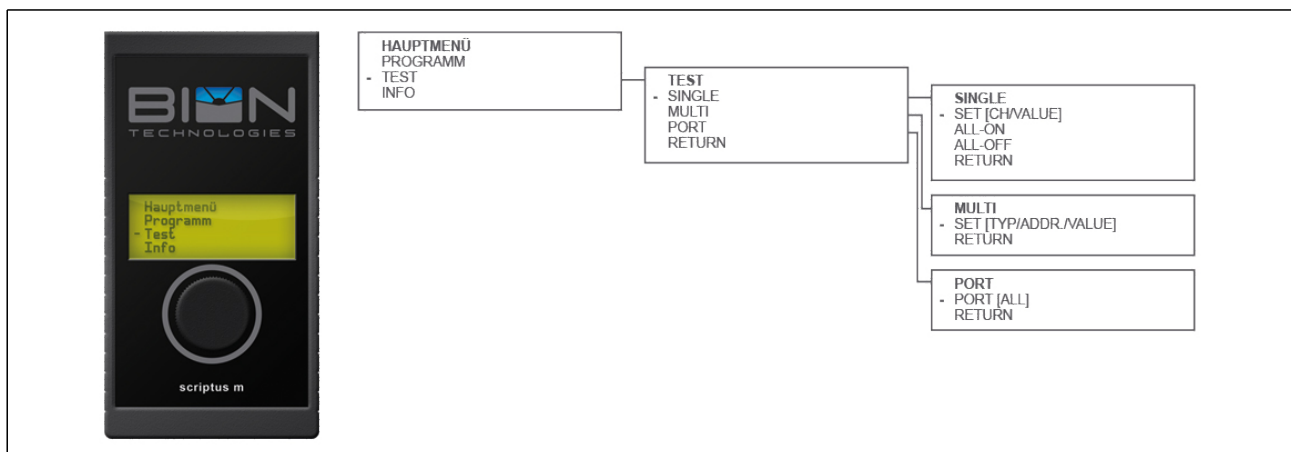 BION
TECHNOLOGIES
Hauptmenü
Programm
- Test
Info
scriptus m
HAUPTMENÜ
PROGRAMM
- TEST
INFO
TEST
- SINGLE
MULTI
PORT
RETURN
SINGLE
- SET [CH/VALUE]
ALL-ON
ALL-OFF
RETURN
MULTI
- SET [TYP/ADDR./VALUE]
RETURN
PORT
- PORT [ALL]
RETURN